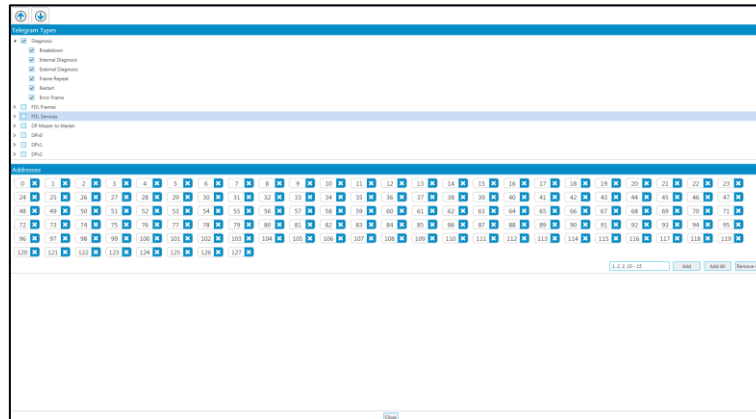 Telegram Types
Diagnosis
Breakdown
Internal Diagnosis
External Diagnosis
Frame Repeat
Restart
Error Frame
FDL Frames
FDL Services
DP Master to Master
DPv0
DPv1
DPv2
Addresses
0 1 2 3 4 5 6 7 8 9 10 11 12 13 14 15 16 17 18 19 20 21 22 23
24 25 26 27 28 29 30 31 32 33 34 35 36 37 38 39 40 41 42 43 44 45 46 47
48 49 50 51 52 53 54 55 56 57 58 59 60 61 62 63 64 65 66 67 68 69 70 71
72 73 74 75 76 77 78 79 80 81 82 83 84 85 86 87 88 89 90 91 92 93 94 95
96 97 98 99 100 101 102 103 104 105 106 107 108 109 110 111 112 113 114 115 116 117 118 119
120 121 122 123 124 125 126 127
1, 2, 3, 10 - 15 Add Add All Remove
Close